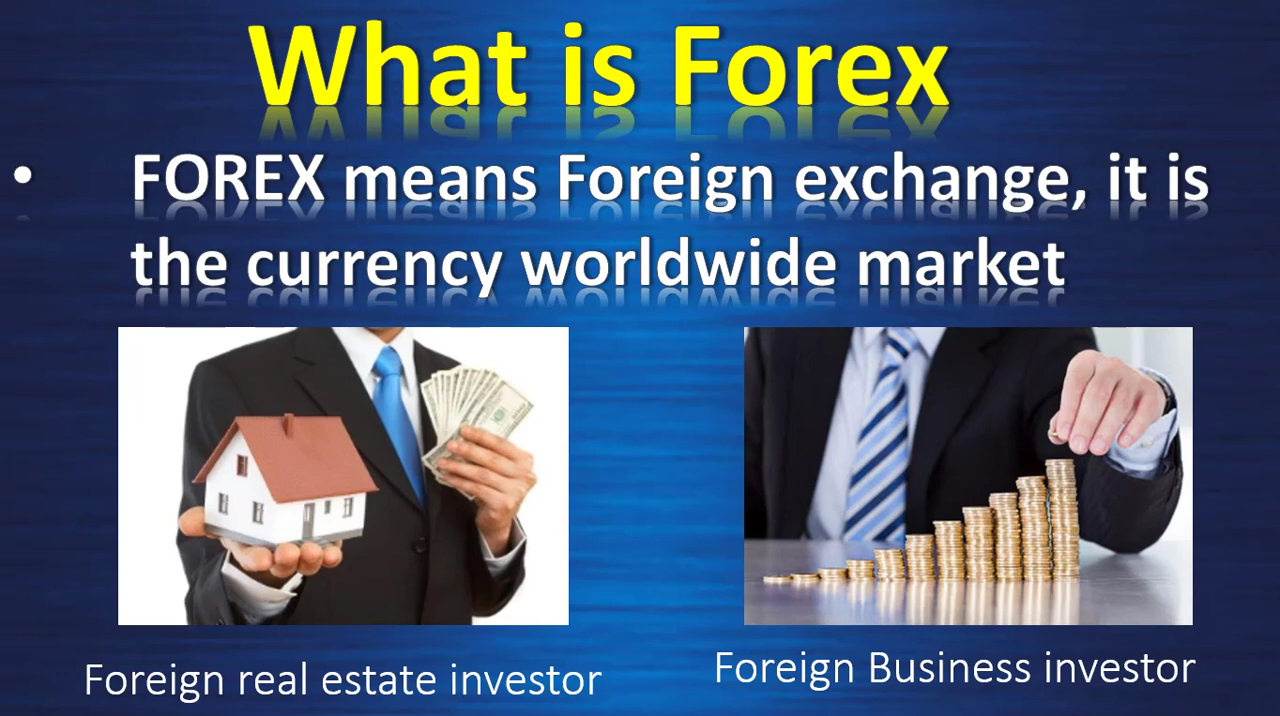 What is Forex
• FOREX means Foreign exchange, it is
the currency worldwide market
Foreign real estate investor
Foreign Business investor